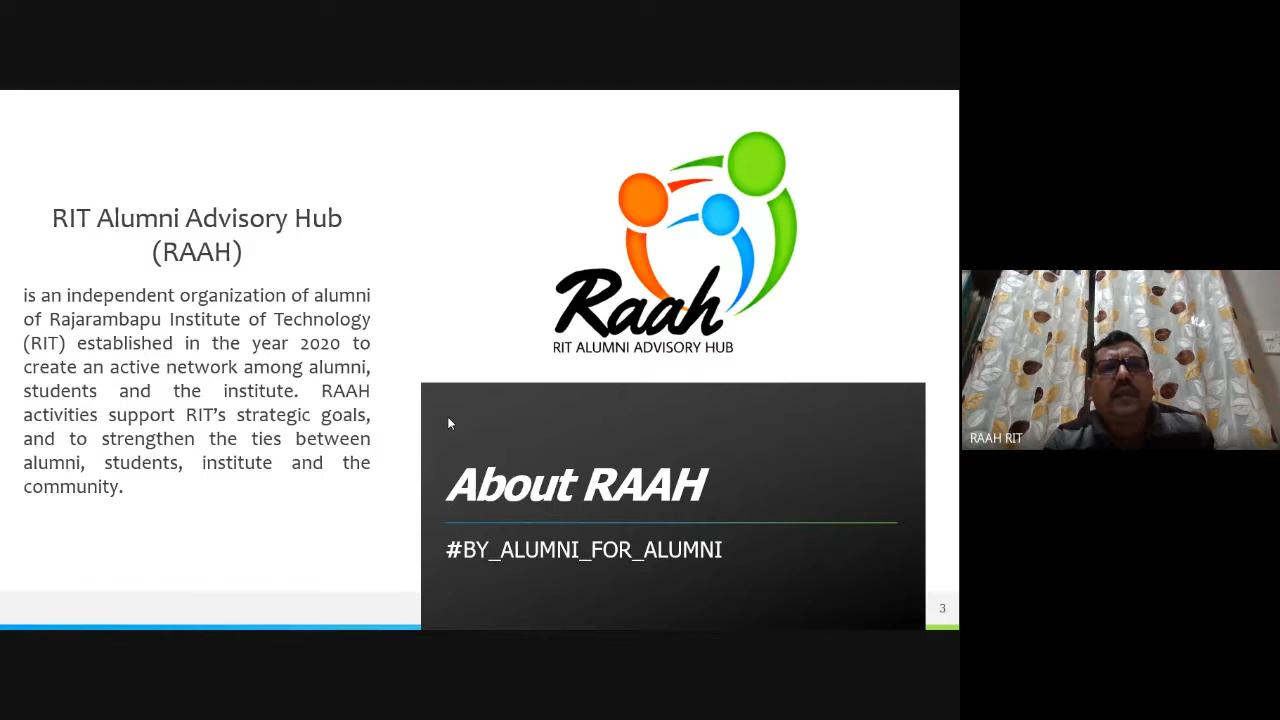 RIT Alumni Advisory Hub
(RAAH)
is an independent organization of alumni
of Rajarambapu Institute of Technology
(RIT) established in the year 2020 to
create an active network among alumni,
students and the institute. RAAH
activities support RIT's strategic goals,
and to strengthen the ties between
alumni, students, institute and the
community.
Raah
RIT ALUMNI ADVISORY HUB
About RAAH
#BY_ALUMNI_FOR_ALUMNI
3
RAAH RIT